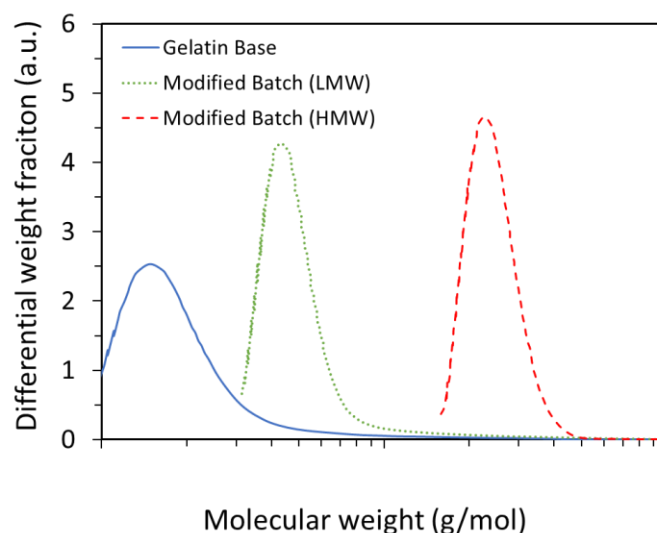 6
5
4
3
2
1
0
Differential weight fraciton (a.u.)
Gelatin Base
Modified Batch (LMW)
Modified Batch (HMW)
Molecular weight (g/mol)